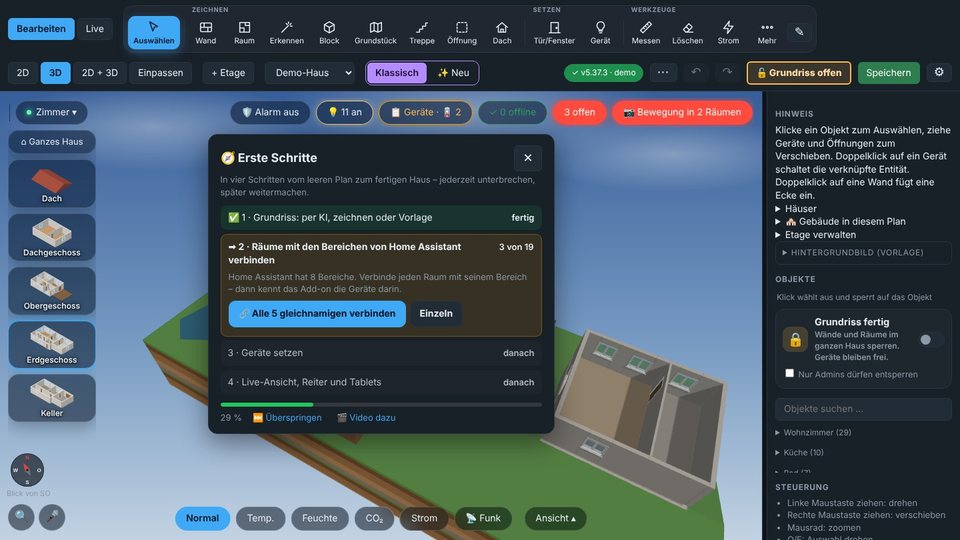 ZEICHNEN
SETZEN
WERKZEUGE
Bearbeiten
Live
Auswählen
Wand
Raum
Erkennen
Block
Grundstück
Treppe
Öffnung
Dach
Tür/Fenster
Gerät
Messen
Löschen
Strom
Mehr
2D
3D
2D + 3D
Einpassen
+ Etage
Demo-Haus
Klassisch
✨ Neu
✓ v5.37.3 · demo
Grundriss offen
Speichern
Zimmer ▾
Alarm aus
11 an
Geräte · 2
✓ 0 offline
3 offen
Bewegung in 2 Räumen
⌂ Ganzes Haus
Dach
Dachgeschoss
Obergeschoss
Erdgeschoss
Keller
Erste Schritte
In vier Schritten vom leeren Plan zum fertigen Haus – jederzeit unterbrechen,
später weitermachen.
✅ 1 · Grundriss: per KI, zeichnen oder Vorlage
fertig
➡ 2 · Räume mit den Bereichen von Home Assistant
verbinden
3 von 19
Home Assistant hat 8 Bereiche. Verbinde jeden Raum mit seinem Bereich
– dann kennt das Add-on die Geräte darin.
Alle 5 gleichnamigen verbinden
Einzeln
3 · Geräte setzen
danach
4 · Live-Ansicht, Reiter und Tablets
danach
29 %
Überspringen
Video dazu
N
W
O
S
Blick von SO
Normal
Temp.
Feuchte
CO₂
Strom
Funk
Ansicht ▴
HINWEIS
Klicke ein Objekt zum Auswählen, ziehe
Geräte und Öffnungen zum
Verschieben. Doppelklick auf ein Gerät
schaltet die verknüpfte Entität.
Doppelklick auf eine Wand fügt eine
Ecke ein.
▶ Häuser
▶ Gebäude in diesem Plan
▶ Etage verwalten
▶ HINTERGRUNDBILD (VORLAGE)
OBJEKTE
Klick wählt aus und sperrt auf das Objekt
Grundriss fertig
Wände und Räume im
ganzen Haus sperren.
Geräte bleiben frei.
Nur Admins dürfen entsperren
Objekte suchen …
▶ Wohnzimmer (29)
▶ Küche (10)
▶ Bad (7)
STEUERUNG
• Linke Maustaste ziehen: drehen
• Rechte Maustaste ziehen: verschieben
• Mausrad: zoomen